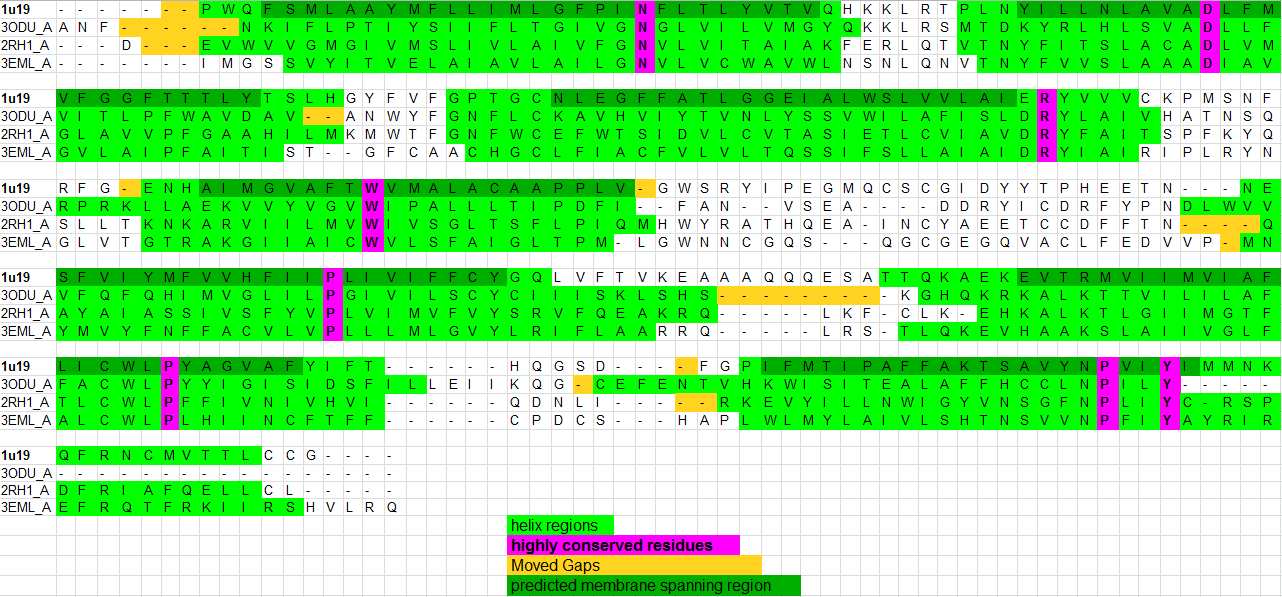 1u19 - - - - - - - P W Q F S M L A A Y M F L L I M L G F P I N F L T L Y V T V Q H K K L R T P L N Y I L L N L A V A D L F M
3ODU_A A N F - - - - - - N K I F L P T I Y S I I F L T G I V G N G L V I L V M G Y Q K K L R S M T D K Y R L H L S V A D L L F
2RH1_A - - - D - - - E V W V V G M G I V M S L I V L A I V F G N V L V I T A I A K F E R L Q T V T N Y F I T S L A C A D L V M
3EML_A - - - - - - - I M G S S V Y I T V E L A I A V L A I L G N V L V C W A V W L N S N L Q N V T N Y F V V S L A A A D I A V
1u19 V F G G F T T T L Y T S L H G Y F V F G P T G C N L E G F F A T L G G E I A L W S L V V L A I E R Y V V V C K P M S N F
3ODU_A V I T L P F W A V D A V - - A N W Y F G N F L C K A V H V I Y T V N L Y S S V W I L A F I S L D R Y L A I V H A T N S Q
2RH1_A G L A V V P F G A A H I L M K M W T F G N F W C E F W T S I D V L C V T A S I E T L C V I A V D R Y F A I T S P F K Y Q
3EML_A G V L A I P F A I T I S T - - G F C A A C H G C L F I A C F V L V L T Q S S I F S L L A I A I D R Y I A I R I P L R Y N
1u19 R F G - E N H A I M G V A F T W V M A L A C A A P P L V - G W S R Y I P E G M Q C S C G I D Y Y T P H E E T N - - - N E
3ODU_A R P R K L L A E K V V Y V G V W I P A L L L T I P D F I - - F A N - - V S E A - - - - D D R Y I C D R F Y P N D L W V V
2RH1_A S L L T K N K A R V I I L M V W I V S G L T S F L P I Q M H W Y R A T H Q E A - I N C Y A E E T C C D F F T N - - - - Q
3EML_A G L V T G T R A K G I I A I C W V L S F A I G L T P M - L G W N N C G Q S - - - Q G C G E G Q V A C L F E D V V P - M N
1u19 S F V I Y M F V V H F I I P L I V I F F C Y G Q L V F T V K E A A A Q Q Q E S A T T Q K A E K E V T R M V I I M V I A F
3ODU_A V F Q F Q H I M V G L I L P G I V I L S C Y C I I I S K L S H S - - - - - - - - - K G H Q K R K A L K T T V I L I L A F
2RH1_A A Y A I A S S I V S F Y V P L V I M V F V Y S R V F Q E A K R Q - - - - - L K F - C L K - E H K A L K T L G I I M G T F
3EML_A Y M V Y F N F F A C V L V P L L L M L G V Y L R I F L A A R R Q - - - - - L R S - T L Q K E V H A A K S L A I I V G L F
1u19 L I C W L P Y A G V A F Y I F T - - - - - - H Q G S D - - - - F G P I F M T I P A F F A K T S A V Y N P V I Y I M M N K
3ODU_A F A C W L P Y Y I G I S I D S F I L L E I I K Q G - C E F E N T V H K W I S I T E A L A F F H C C L N P I L Y - - - - -
2RH1_A T L C W L P F F I V N I V H V I - - - - - - Q D N L I - - - - - R K E V Y I L L N W I G Y V N S G F N P L I Y C - R S P
3EML_A A L C W L P L H I I N C F T F F - - - - - - C P D C S - - - H A P L W L M Y L A I V L S H T N S V V N P F I Y A Y R I R
1u19 Q F R N C M V T T L C C G - - - -
3ODU_A - - - - - - - - - - - - - - - - -
2RH1_A D F R I A F Q E L L C L - - - - -
3EML_A E F R Q T F R K I I R S H V L R Q
helix regions
highly conserved residues
Moved Gaps
predicted membrane spanning region